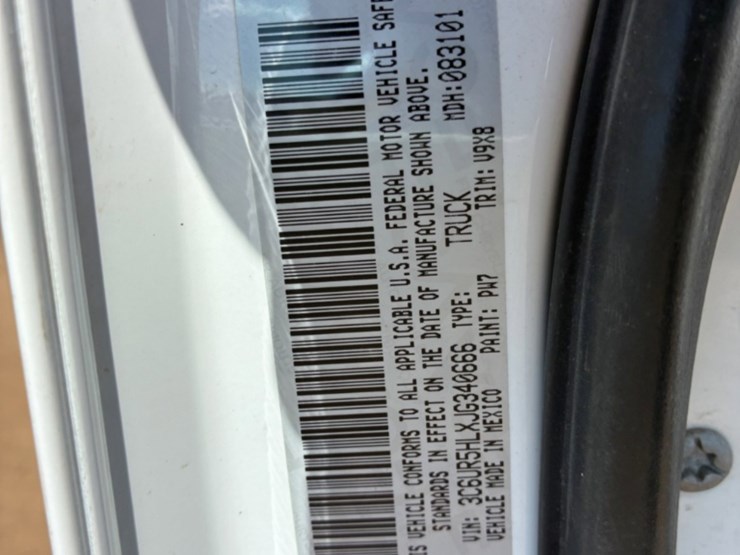 IS VEHICLE CONFORMS TO ALL APPLICABLE U.S.A. FEDERAL MOTOR VEHICLE SAF
STANDARDS IN EFFECT ON THE DATE OF MANUFACTURE SHOWN ABOVE.
VIN: 3C6UR5HLXJG340666 TYPE: TRUCK MDH: 083101
VEHICLE MADE IN MEXICO PAINT: PW7 TRIM: V9X8